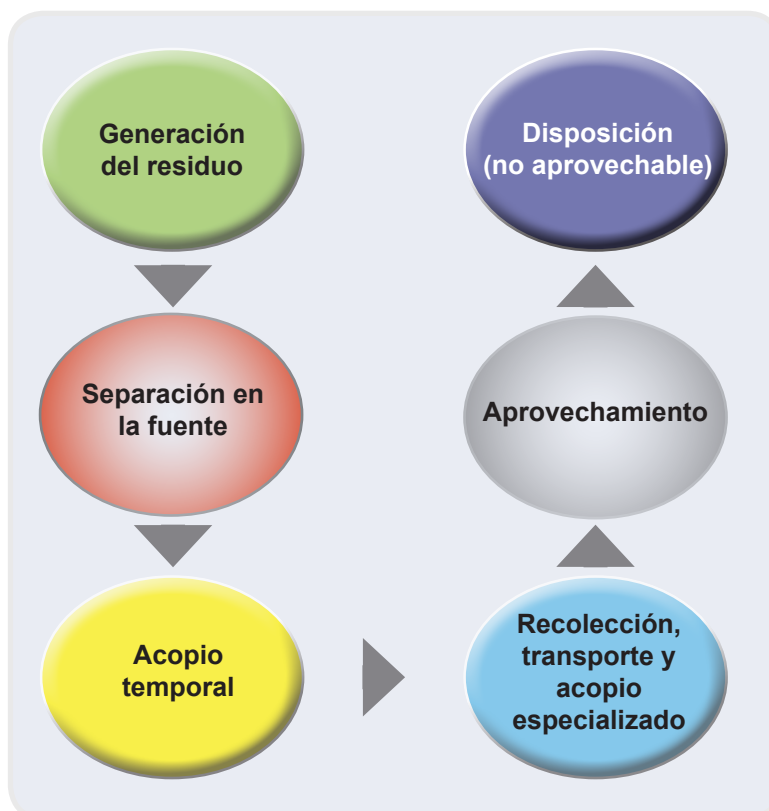 Generación
del residuo
Separación en
la fuente
Acopio
temporal
Recolección,
transporte y
acopio
especializado
Aprovechamiento
Disposición
(no aprovechable)